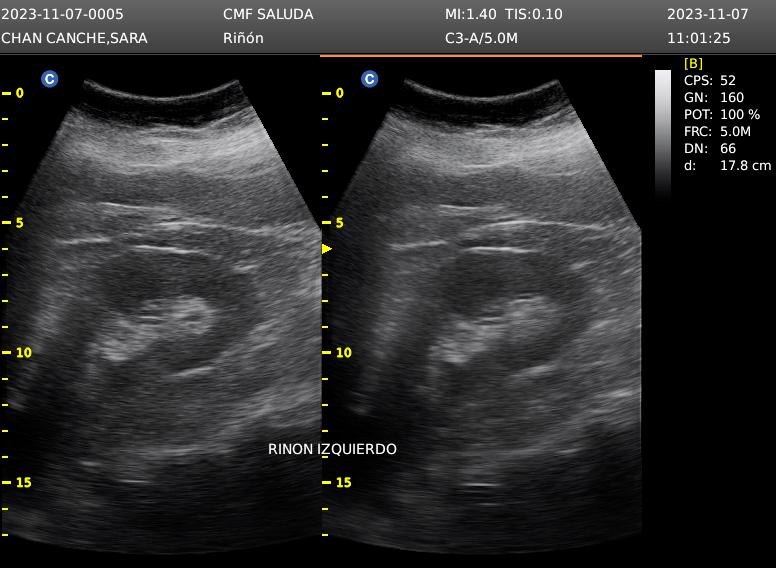 2023-11-07-0005 CMF SALUDA MI:1.40 TIS:0.10 2023-11-07
CHAN CANCHE,SARA Riñón C3-A/5.0M 11:01:25
C C
[B]
CPS: 52
GN: 160
POT: 100 %
FRC: 5.0M
DN: 66
d: 17.8 cm
0 0
5 5
10 10
RINON IZQUIERDO
15 15